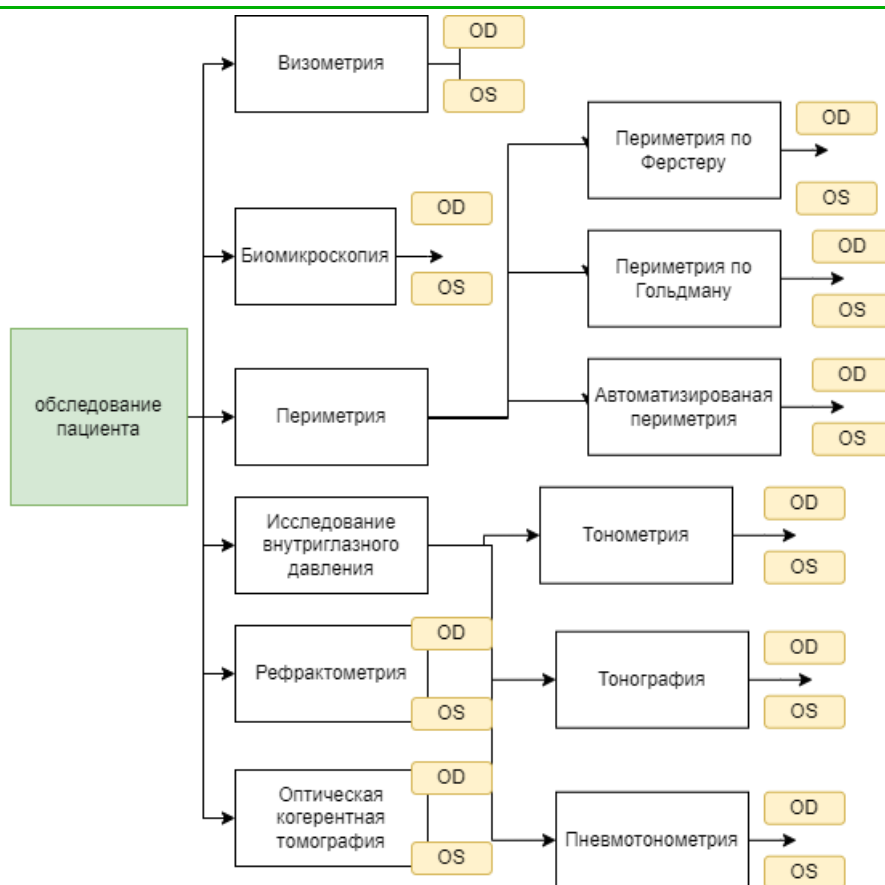 обследование
пациента
Визометрия
OD
OS
Биомикроскопия
OD
OS
Периметрия
Периметрия по
Ферстеру
OD
OS
Периметрия по
Гольдману
OD
OS
Автоматизированая
периметрия
OD
OS
Исследование
внутриглазного
давления
Тонометрия
OD
OS
Тонография
OD
OS
Пневмотонометрия
OD
OS
Рефрактометрия
OD
OS
Оптическая
когерентная
томография
OD
OS